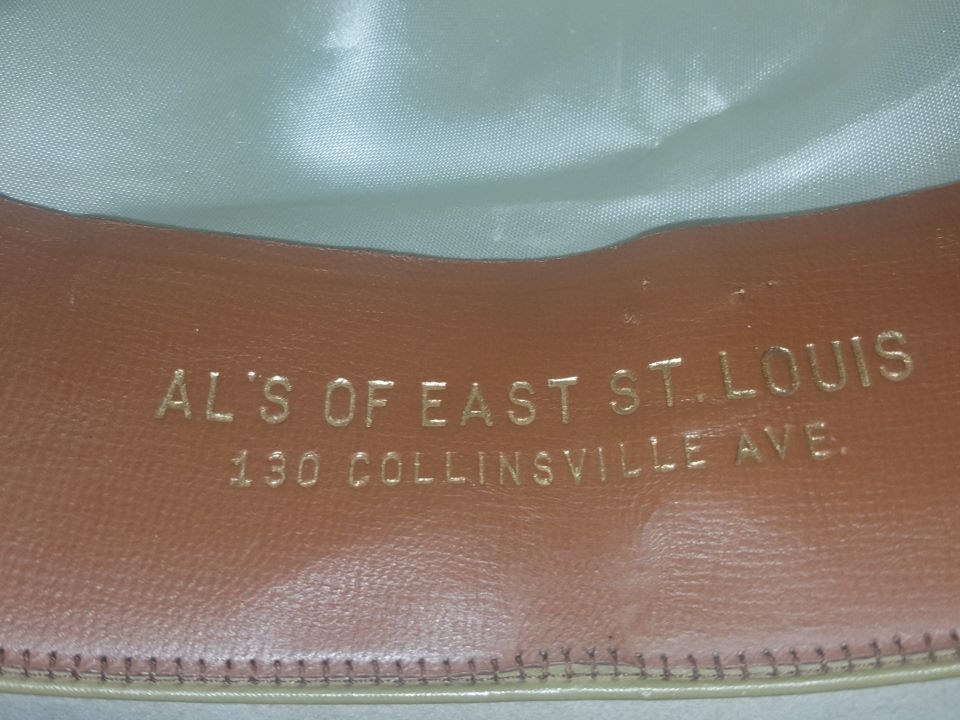 AL'S OF EAST ST. LOUIS
130 COLLINSVILLE AVE.